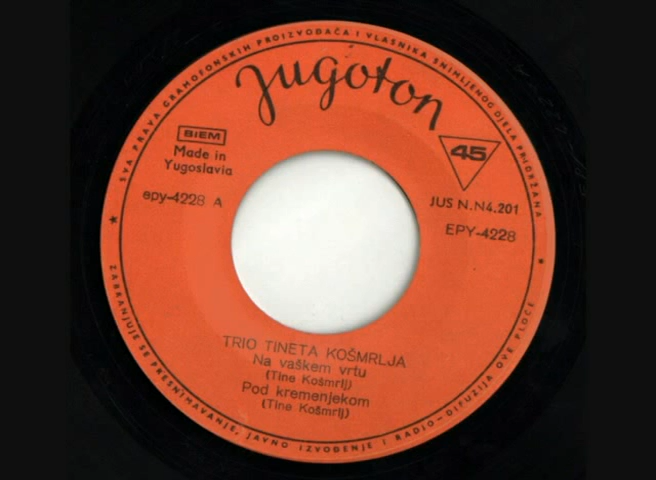 SVA PRAVA GRAMOFONSKIH PROIZVOĐAČA I VLASNIKA SNIMLJENOG DJELA PRIDRŽANA
Jugoton
BIEM
Made in
Yugoslavia
45
epy-4228 A
JUS N.N4.201
EPY-4228
TRIO TINETA KOŠMRLJA
Na vaškem vrtu
(Tine Košmrlj)
Pod kremenjekom
(Tine Košmrlj)
ZABRANJUJE SE PRESNIMAVANJE, JAVNO IZVOĐENJE I RADIO-DIFUZIJA OVE PLOČE